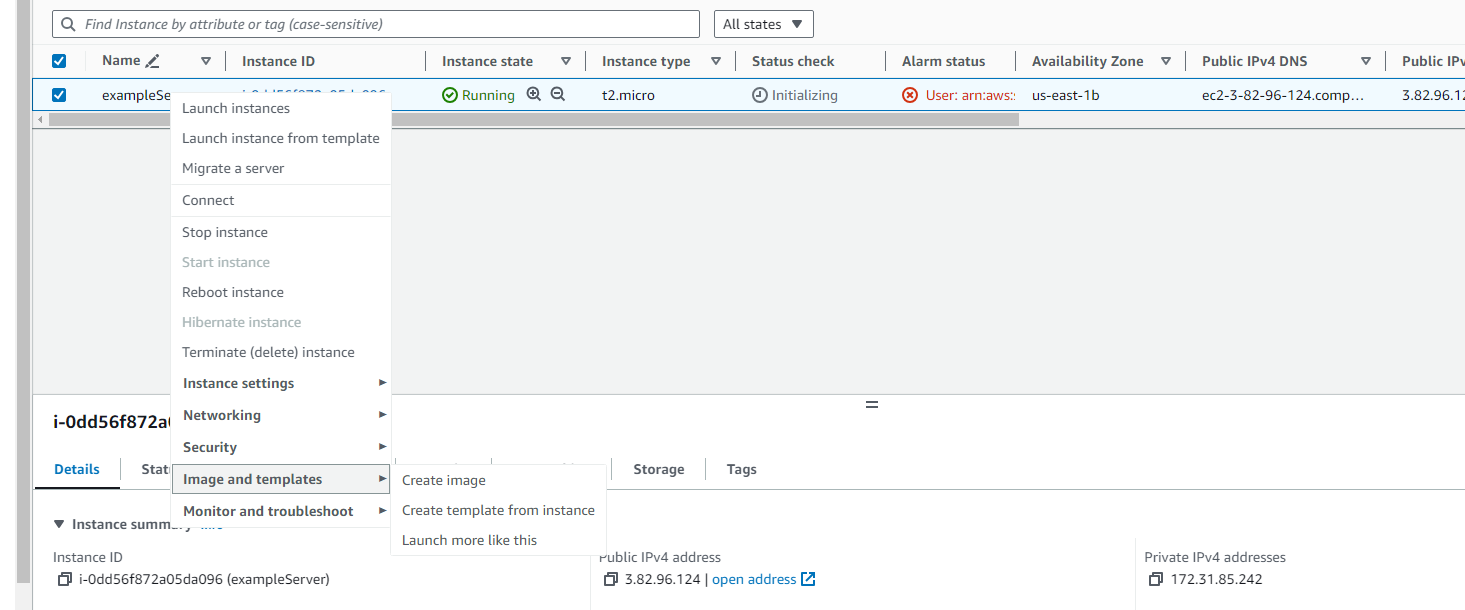 Find Instance by attribute or tag (case-sensitive) All states
Name Instance ID Instance state Instance type Status check Alarm status Availability Zone Public IPv4 DNS Public IPv
exampleSe Running t2.micro Initializing User: arn:aws:: us-east-1b ec2-3-82-96-124.comp... 3.82.96.12
Launch instances
Launch instance from template
Migrate a server
Connect
Stop instance
Start instance
Reboot instance
Hibernate instance
Terminate (delete) instance
Instance settings
Networking
Security
Image and templates
Monitor and troubleshoot
Create image
Create template from instance
Launch more like this
i-0dd56f872a0
Details Stat Storage Tags
Instance summary
Instance ID
i-0dd56f872a05da096 (exampleServer)
Public IPv4 address
3.82.96.124 | open address
Private IPv4 addresses
172.31.85.242